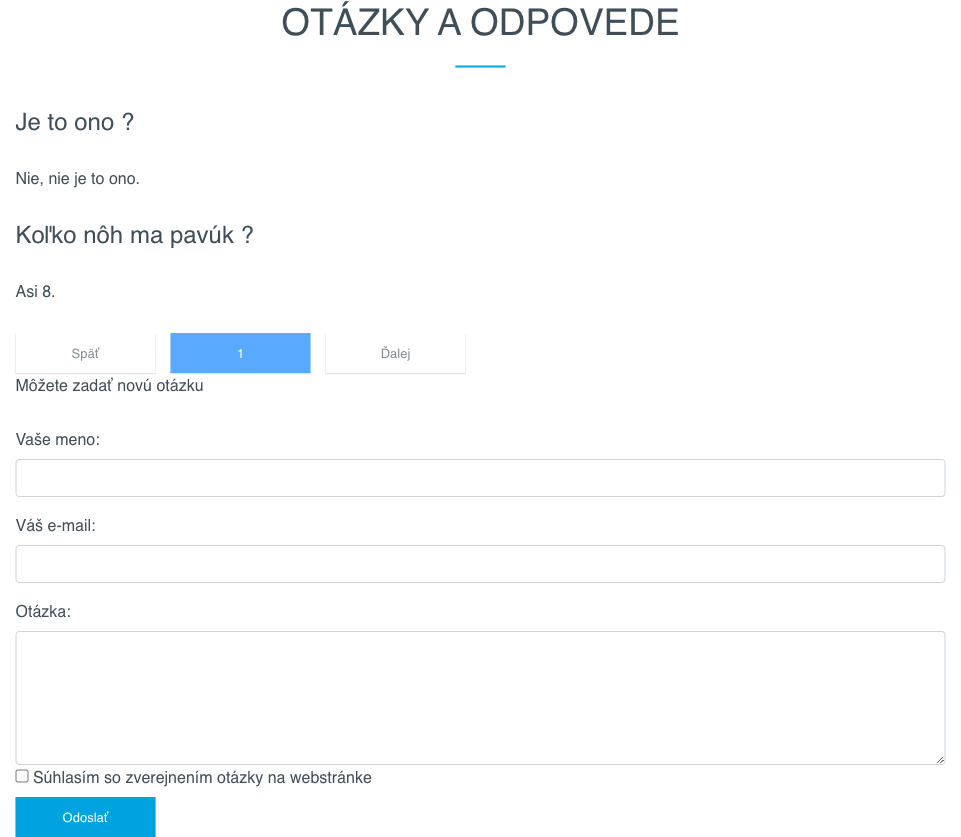 OTÁZKY A ODPOVEDE
Je to ono ?
Nie, nie je to ono.
Koľko nôh ma pavúk ?
Asi 8.
Späť 1 Ďalej
Môžete zadať novú otázku
Vaše meno:
Váš e-mail:
Otázka:
Súhlasím so zverejnením otázky na webstránke
Odoslať